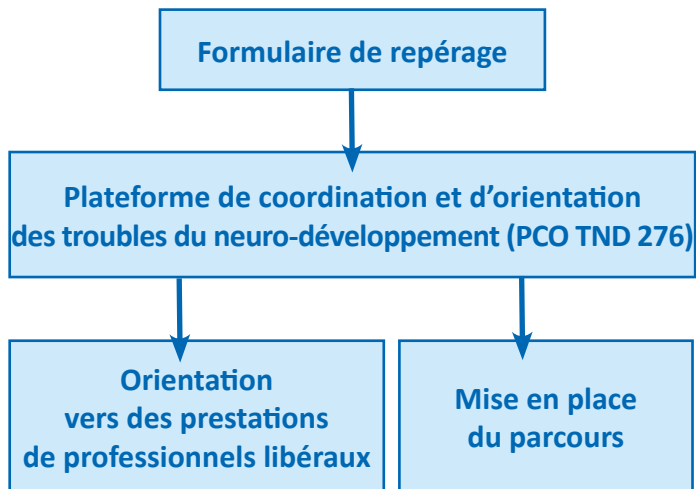 Formulaire de repérage
Plateforme de coordination et d'orientation
des troubles du neuro-développement (PCO TND 276)
Orientation
vers des prestations
de professionnels libéraux
Mise en place
du parcours